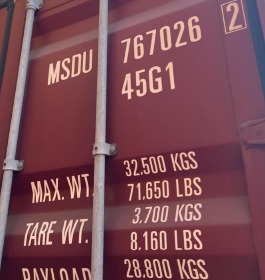 MSDU 767026 2
45G1
MAX. WT. 32.500 KGS
71.650 LBS
TARE WT. 3.700 KGS
8.160 LBS
PAYLOAD 28.800 KGS